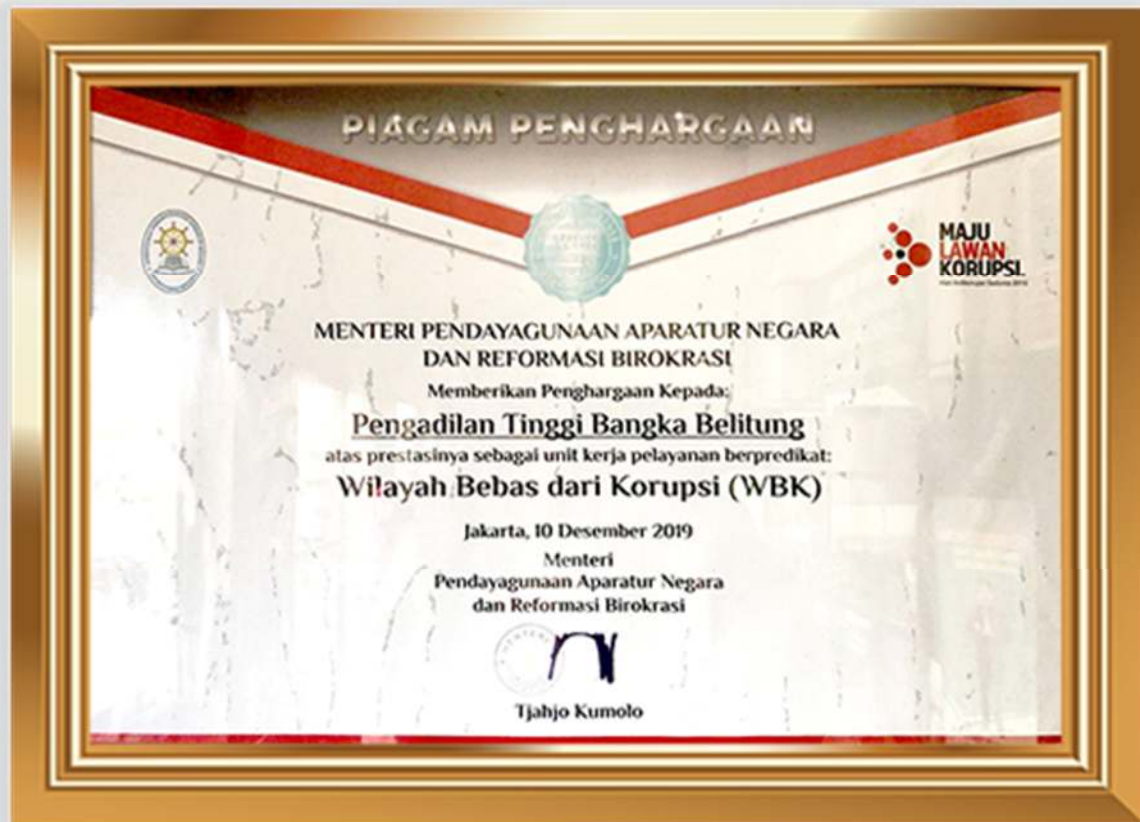 PIAGAM PENGHARGAAN
MAJU
LAWAN
KORUPSI
MENTERI PENDAYAGUNAAN APARATUR NEGARA
DAN REFORMASI BIROKRASI
Memberikan Penghargaan Kepada:
Pengadilan Tinggi Bangka Belitung
atas prestasinya sebagai unit kerja pelayanan berpredikat:
Wilayah Bebas dari Korupsi (WBK)
Jakarta, 10 Desember 2019
Menteri
Pendayagunaan Aparatur Negara
dan Reformasi Birokrasi
MENTERI
Tjahjo Kumolo